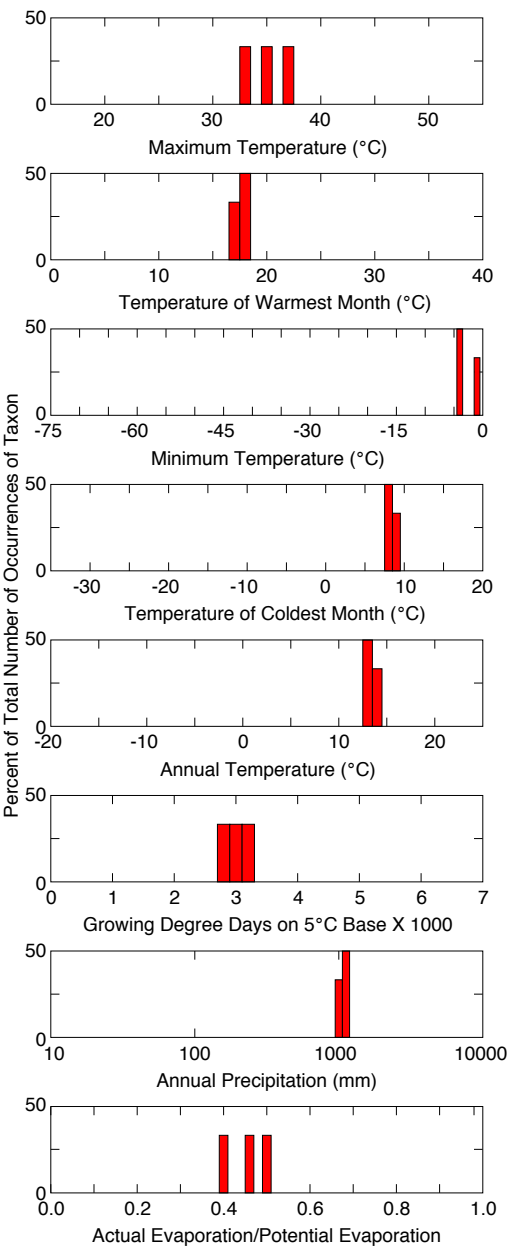 50
0
20 30 40 50
Maximum Temperature (°C)
50
0
0 10 20 30 40
Temperature of Warmest Month (°C)
50
0
-75 -60 -45 -30 -15 0
Minimum Temperature (°C)
Percent of Total Number of Occurrences of Taxon
50
0
-30 -20 -10 0 10 20
Temperature of Coldest Month (°C)
50
0
-20 -10 0 10 20
Annual Temperature (°C)
50
0
0 1 2 3 4 5 6 7
Growing Degree Days on 5°C Base X 1000
50
0
10 100 1000 10000
Annual Precipitation (mm)
50
0
0.0 0.2 0.4 0.6 0.8 1.0
Actual Evaporation/Potential Evaporation